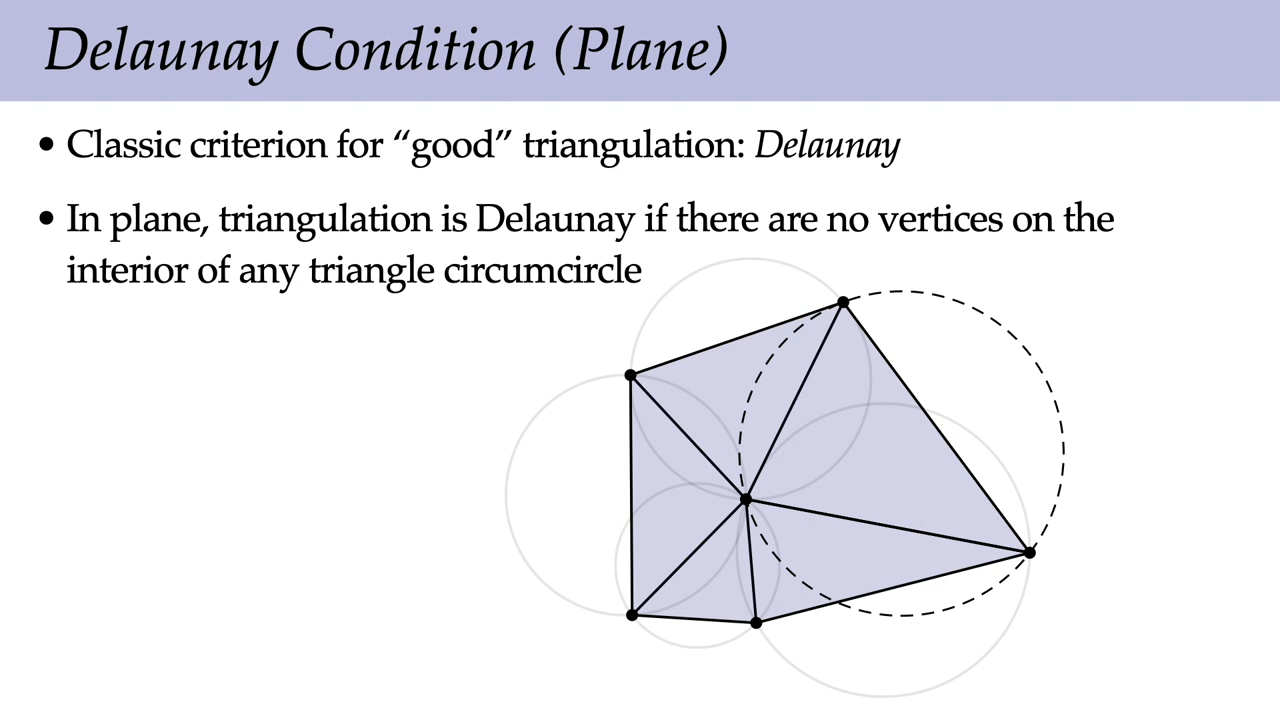 Delaunay Condition (Plane)
• Classic criterion for “good” triangulation: Delaunay
• In plane, triangulation is Delaunay if there are no vertices on the
interior of any triangle circumcircle